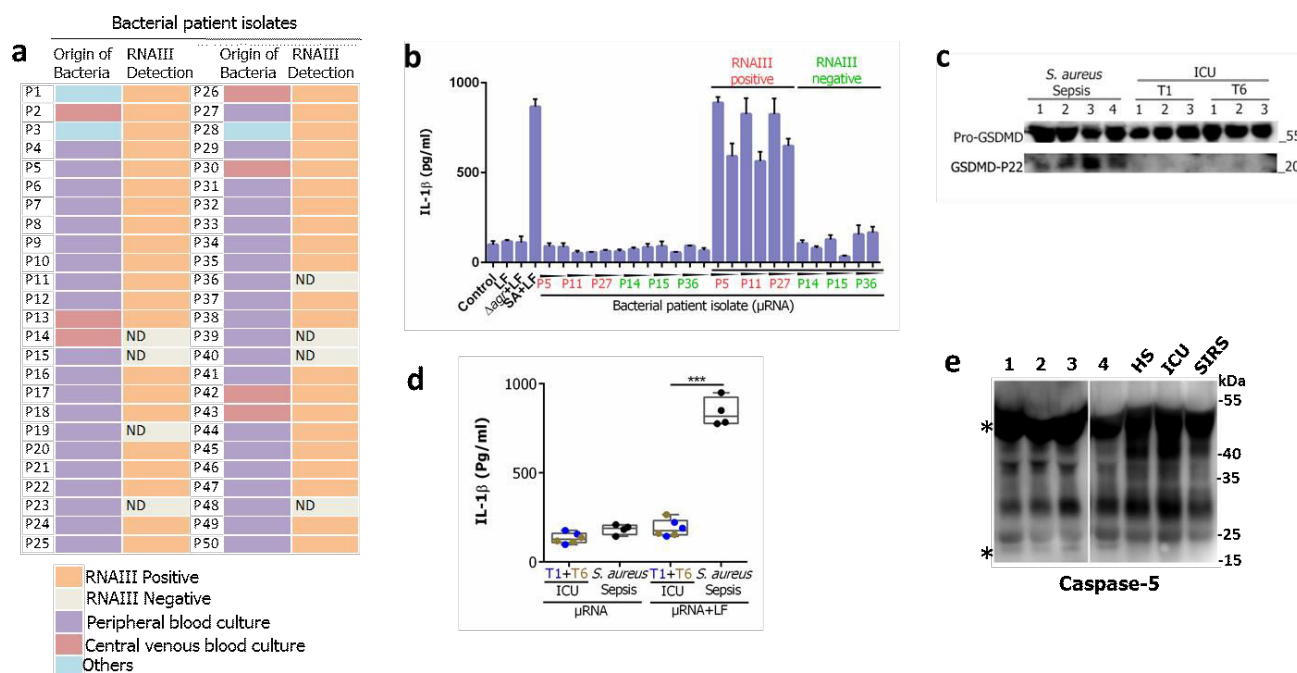 Bacterial patient isolates
a
Origin of Bacteria RNAIII Detection Origin of Bacteria RNAIII Detection
P1 P26
P2 P27
P3 P28
P4 P29
P5 P30
P6 P31
P7 P32
P8 P33
P9 P34
P10 P35
P11 P36 ND
P12 P37
P13 P38
P14 ND P39 ND
P15 ND P40 ND
P16 P41
P17 P42
P18 P43
P19 ND P44
P20 P45
P21 P46
P22 P47
P23 ND P48 ND
P24 P49
P25 P50
RNAIII Positive
RNAIII Negative
Peripheral blood culture
Central venous blood culture
Others
b
RNAIII positive RNAIII negative
1000
500
0
IL-1β (pg/ml)
Control LF Δagr+LF SA+LF P5 P11 P27 P14 P15 P36 P5 P11 P27 P14 P15 P36
Bacterial patient isolate (μRNA)
c
S. aureus Sepsis ICU
T1 T6
1 2 3 4 1 2 3 1 2 3
Pro-GSDMD _55
GSDMD-P22 _20
d
***
1000
500
0
IL-1β (Pg/ml)
T1+T6 S. aureus T1+T6 S. aureus
ICU Sepsis ICU Sepsis
μRNA μRNA+LF
e
1 2 3 4 HS ICU SIRS
kDa
-55
*
-40
-35
-25
*
-15
Caspase-5